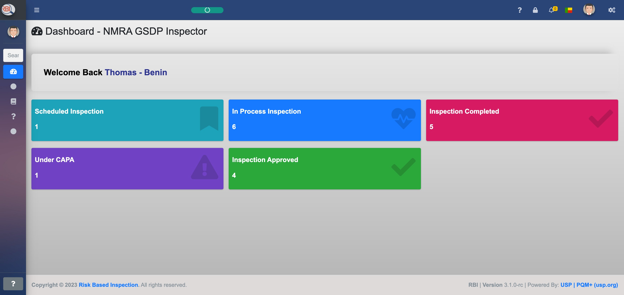 Dashboard - NMRA GSDP Inspector
Sear
Welcome Back Thomas - Benin
Scheduled Inspection
1
In Process Inspection
6
Inspection Completed
5
Under CAPA
1
Inspection Approved
4
Copyright © 2023 Risk Based Inspection. All rights reserved.
RBI | Version 3.1.0-rc | Powered By: USP | PQM+ (usp.org)